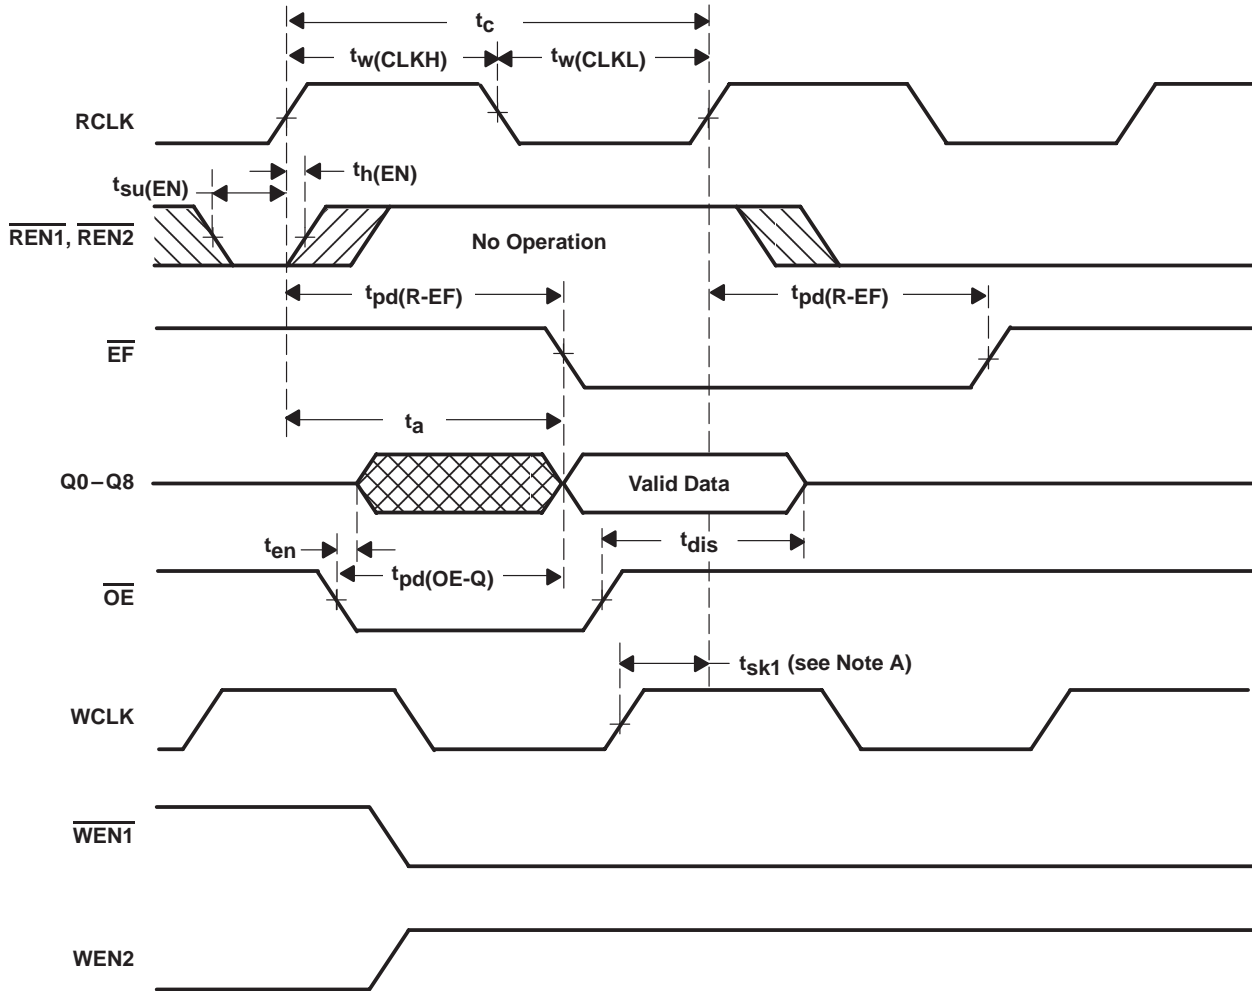 tc
tw(CLKH)
tw(CLKL)
RCLK
tsu(EN)
th(EN)
REN1, REN2
No Operation
tpd(R-EF)
tpd(R-EF)
EF
ta
Q0–Q8
Valid Data
ten
tdis
tpd(OE-Q)
OE
tsk1 (see Note A)
WCLK
WEN1
WEN2